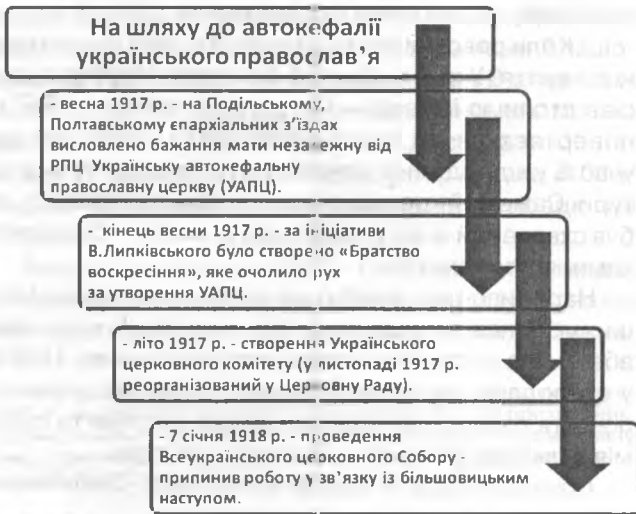 На шляху до автокефалії
українського православ'я
- весна 1917 р. - на Подільському,
Полтавському єпархіальних з'їздах
висловлено бажання мати незалежну від
РПЦ Українську автокефальну
православну церкву (УАПЦ).
- кінець весни 1917 р. - за ініціативи
В.Липківського було створено «Братство
воскресіння», яке очолило рух
за утворення УАПЦ.
- літо 1917 р. - створення Українського
церковного комітету (у листопаді 1917 р.
реорганізований у Церковну Раду).
- 7 січня 1918 р. - проведення
Всеукраїнського церковного Собору -
припинив роботу у зв'язку із більшовицьким
наступом.